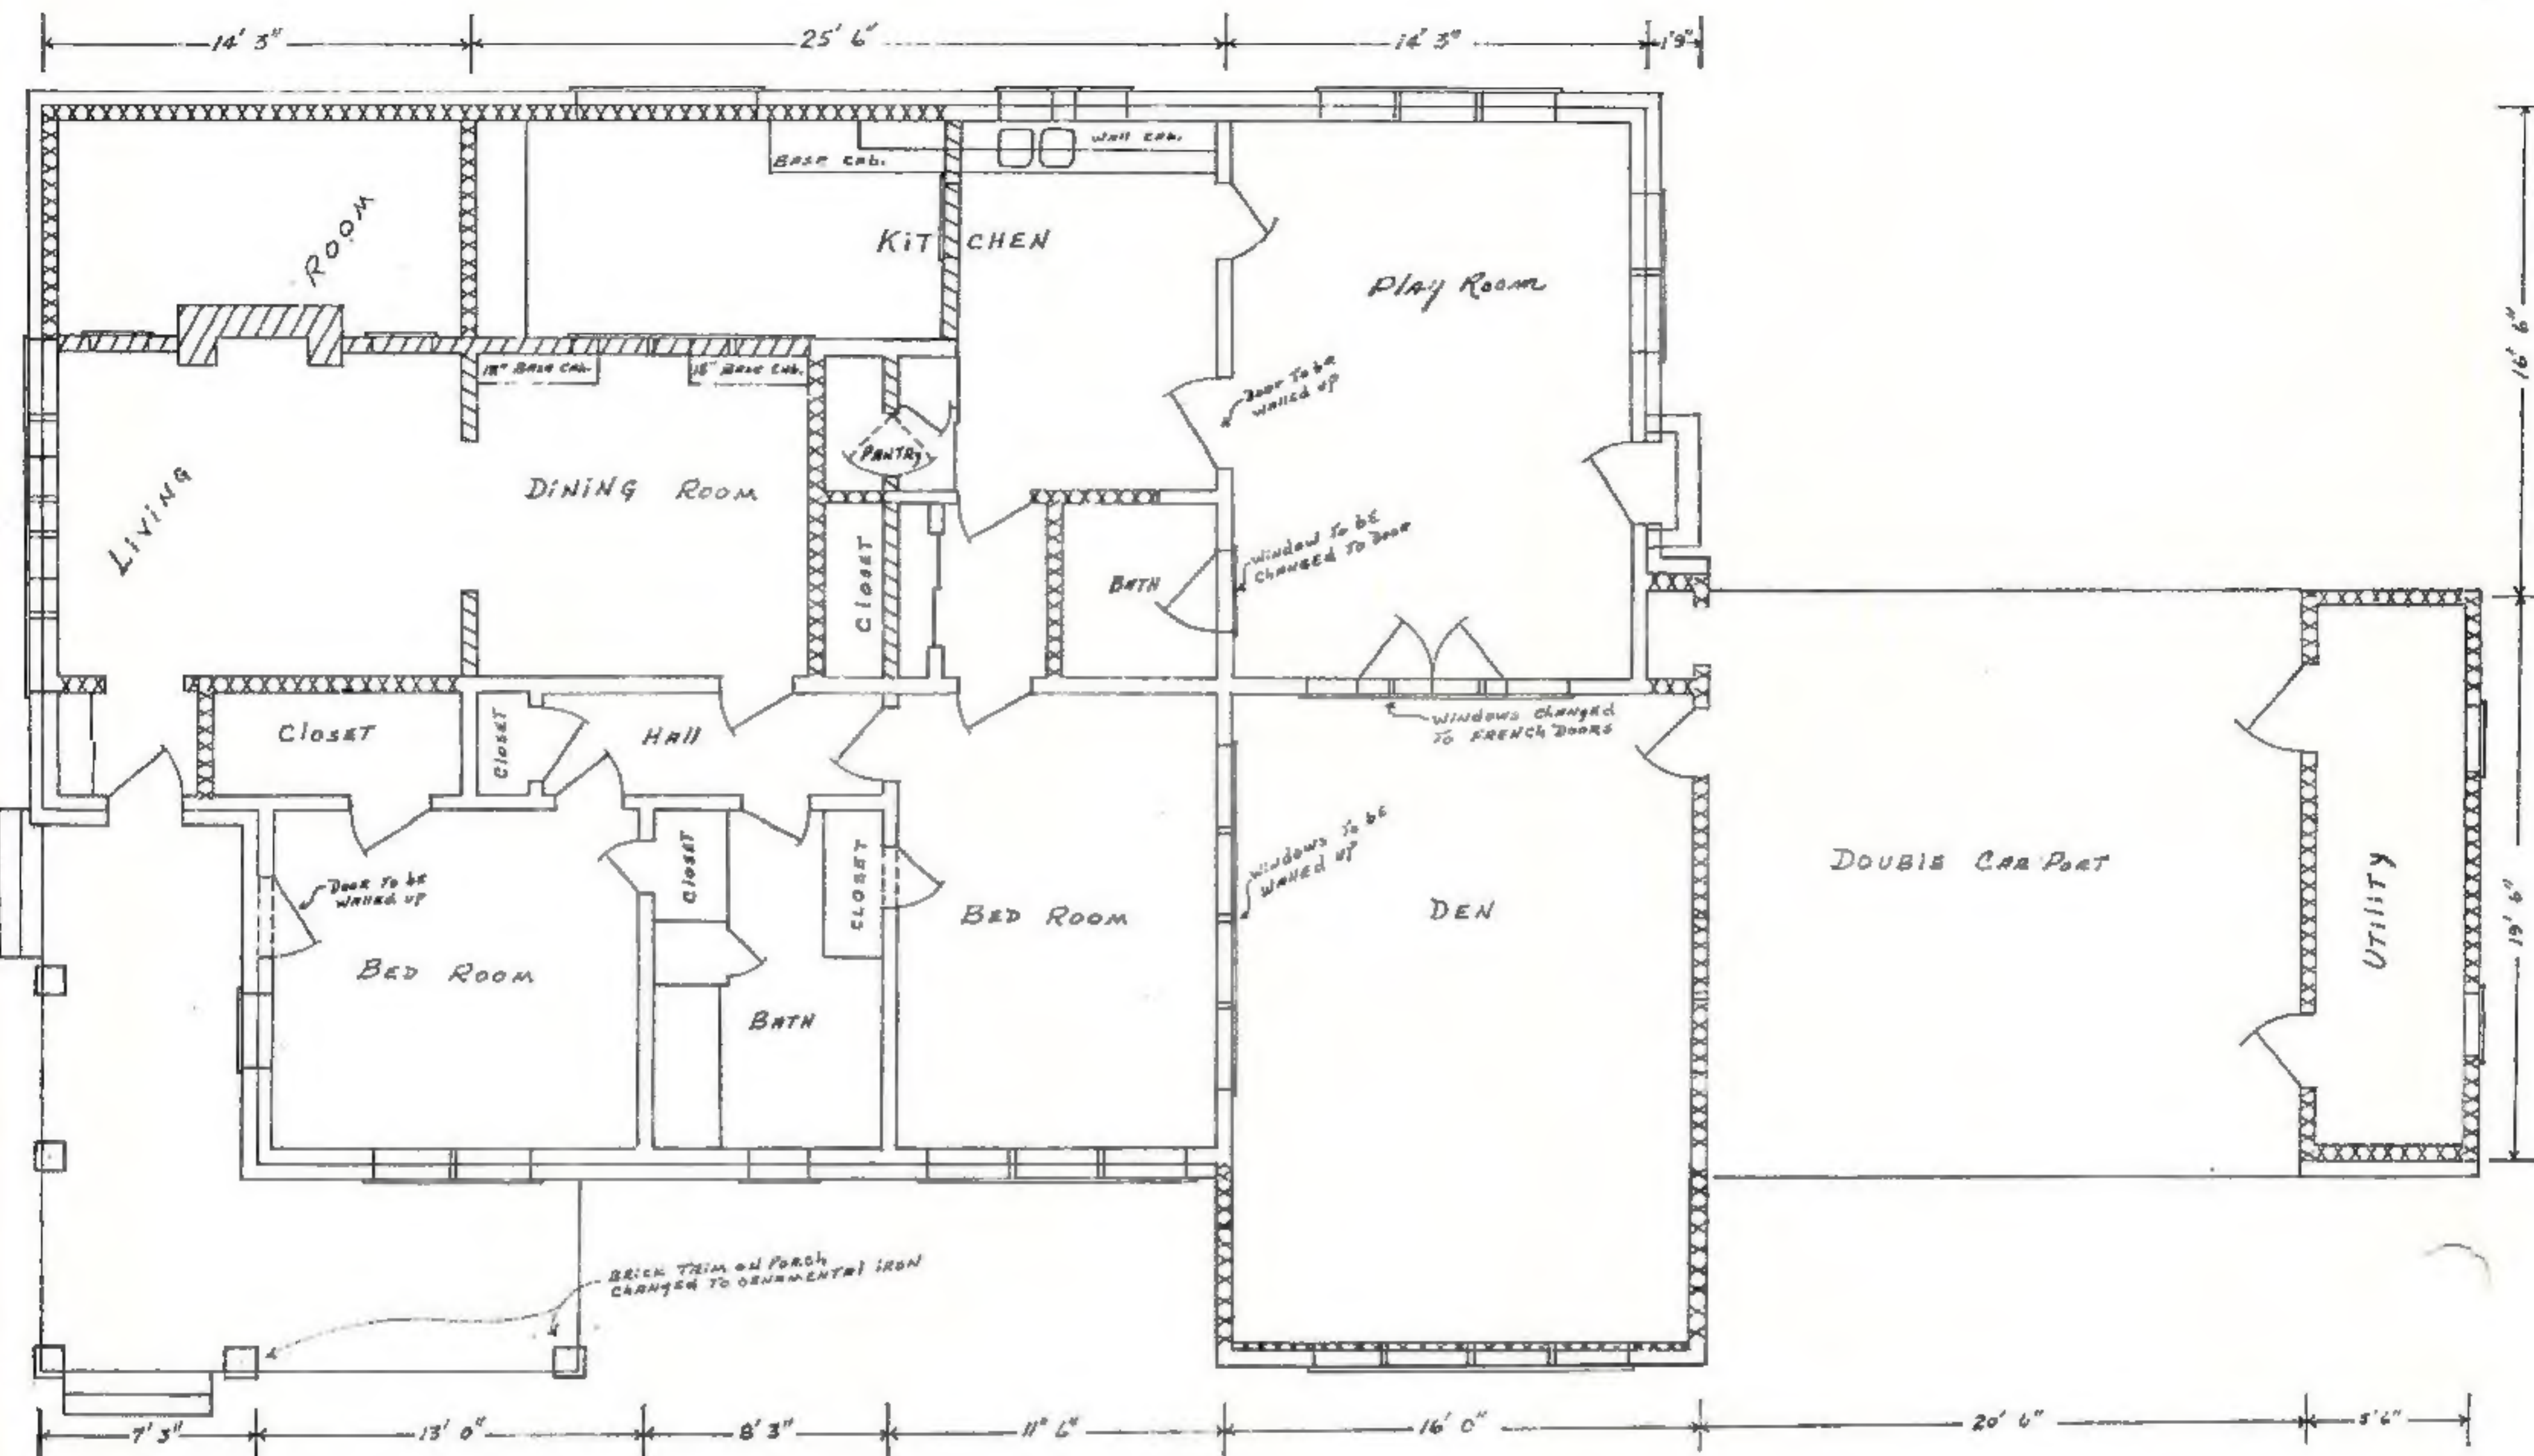 14' 3" 25' 6" 14' 3" 1'9"
Wall Cab.
Base Cab.
ROOM
KITCHEN
Play Room
16' 6"
18" Base Cab. 18" Base Cab.
Door To be
Walled up
PANTRY
LIVING
DINING ROOM
CLOSET
BATH
Window To be
Changed To Door
CLOSET
CLOSET
Hall
Windows Changed
To FRENCH DOORS
Door To be
Walled up
CLOSET
CLOSET
BED ROOM
BED ROOM
BATH
Windows To be
Walled up
DEN
DOUBLE CAR PORT
UTILITY
19' 6"
BRICK TRIM ON PORCH
CHANGED TO ORNAMENTAL IRON
7' 3" 13' 0" 8' 3" 11' 6" 16' 0" 20' 6" 5' 6"